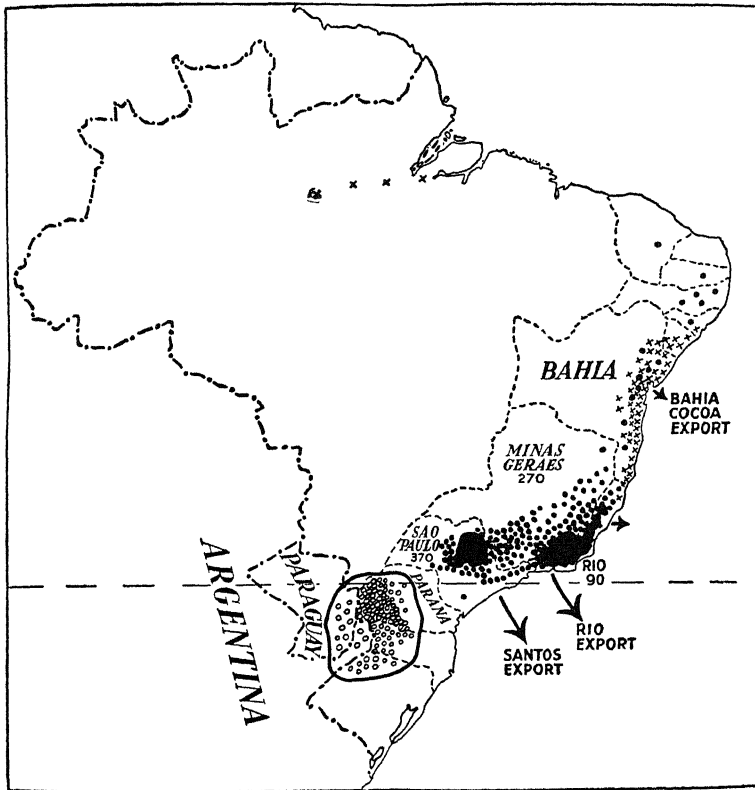 BAHIA
BAHIA
COCOA
EXPORT
MINAS
GERAES
270
SAO
PAULO
370
RIO
90
PARANA
PARAGUAY
ARGENTINA
SANTOS
EXPORT
RIO
EXPORT